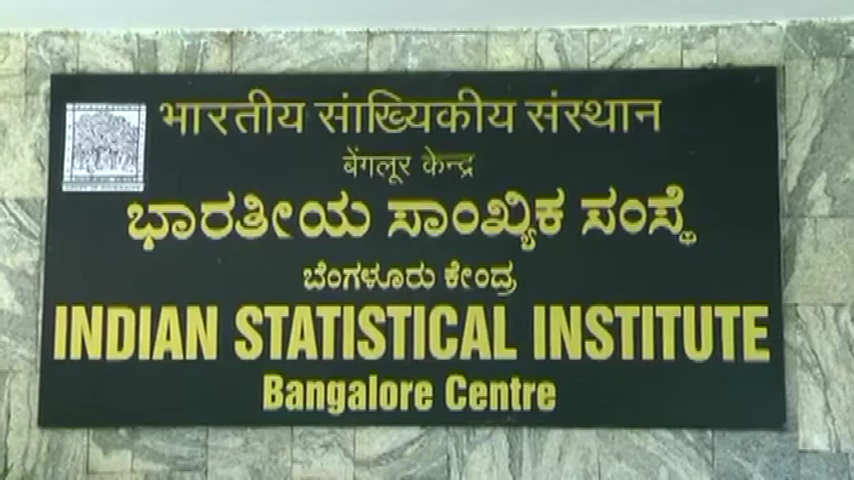 भारतीय सांख्यिकीय संस्थान
बेंगलूर केन्द्र
ಭಾರತೀಯ ಸಾಂಖ್ಯಿಕ ಸಂಸ್ಥೆ
ಬೆಂಗಳೂರು ಕೇಂದ್ರ
INDIAN STATISTICAL INSTITUTE
Bangalore Centre